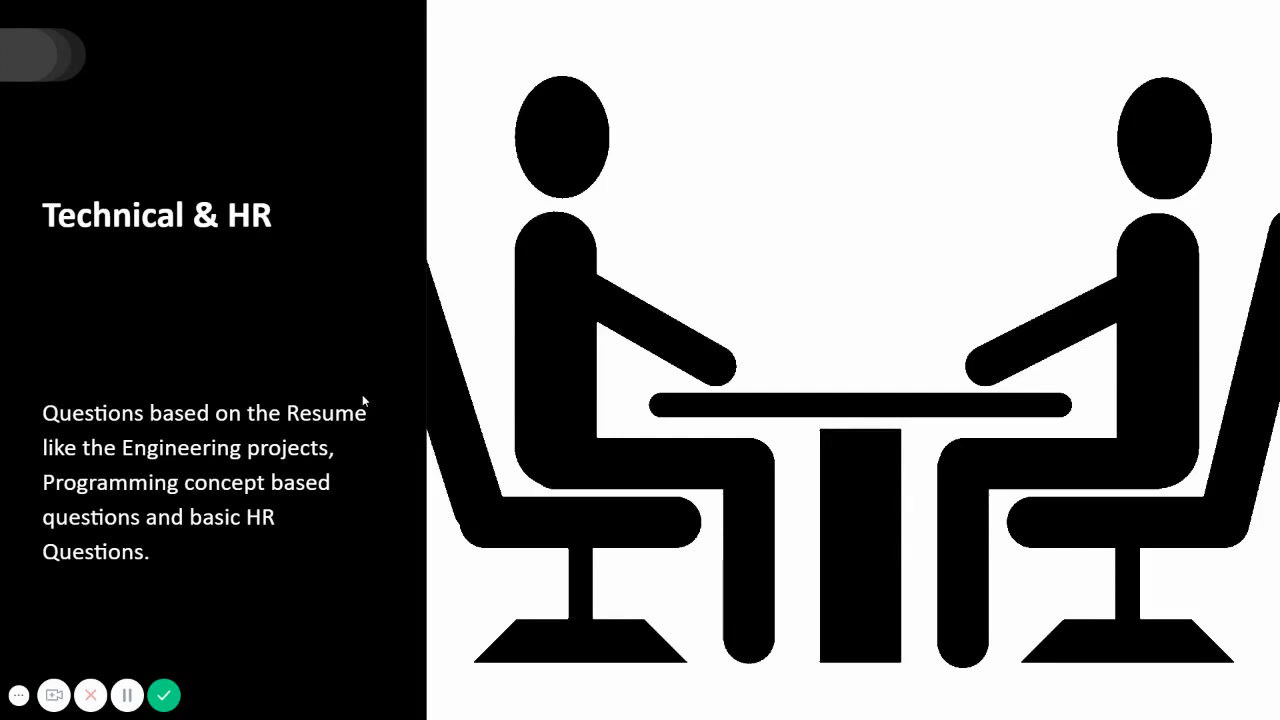 Technical & HR
Questions based on the Resume
like the Engineering projects,
Programming concept based
questions and basic HR
Questions.